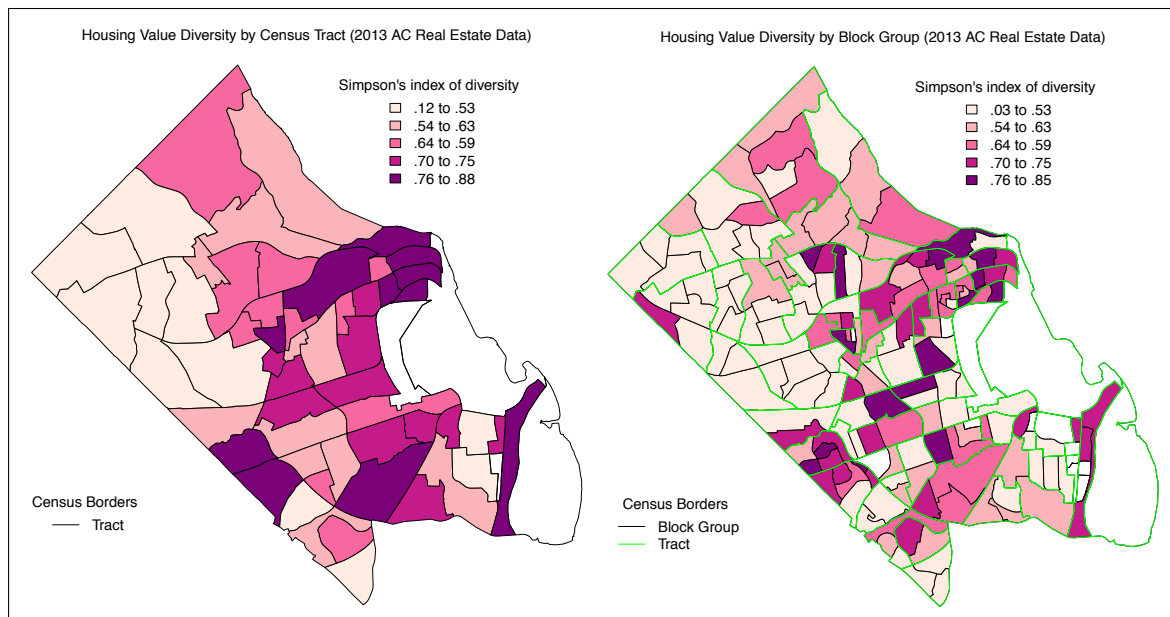 Housing Value Diversity by Census Tract (2013 AC Real Estate Data)
Simpson's index of diversity
.12 to .53
.54 to .63
.64 to .59
.70 to .75
.76 to .88
Census Borders
Tract
Housing Value Diversity by Block Group (2013 AC Real Estate Data)
Simpson's index of diversity
.03 to .53
.54 to .63
.64 to .59
.70 to .75
.76 to .85
Census Borders
Block Group
Tract